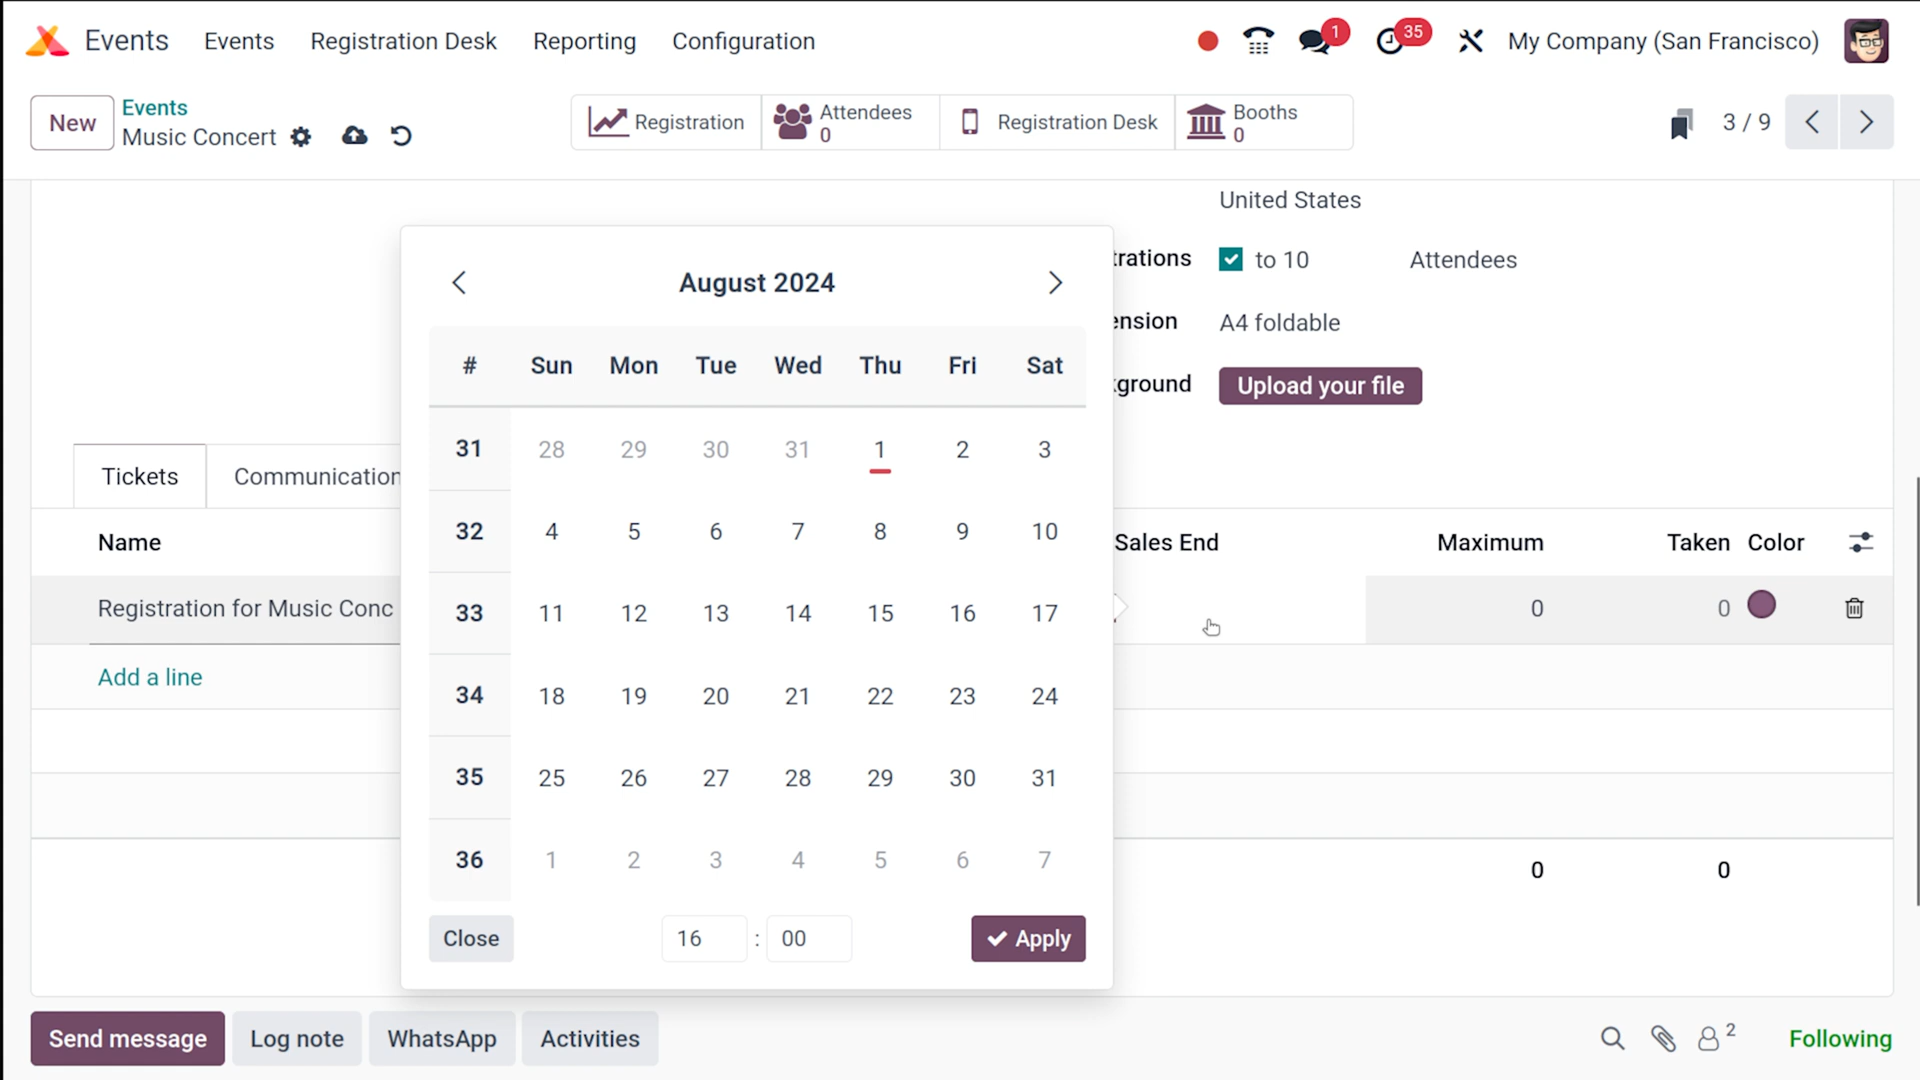 Events
Events
Registration Desk
Reporting
Configuration
1
35
My Company (San Francisco)
New
Events
Music Concert
Registration
Attendees
0
Registration Desk
Booths
0
3 / 9
United States
trations
to 10
Attendees
ension
A4 foldable
ground
Upload your file
August 2024
# Sun Mon Tue Wed Thu Fri Sat
31 28 29 30 31 1 2 3
32 4 5 6 7 8 9 10
33 11 12 13 14 15 16 17
34 18 19 20 21 22 23 24
35 25 26 27 28 29 30 31
36 1 2 3 4 5 6 7
Close
16 : 00
Apply
Tickets
Communication
Name
Sales End
Maximum
Taken
Color
Registration for Music Conc
0
0
Add a line
0
0
Send message
Log note
WhatsApp
Activities
2
Following